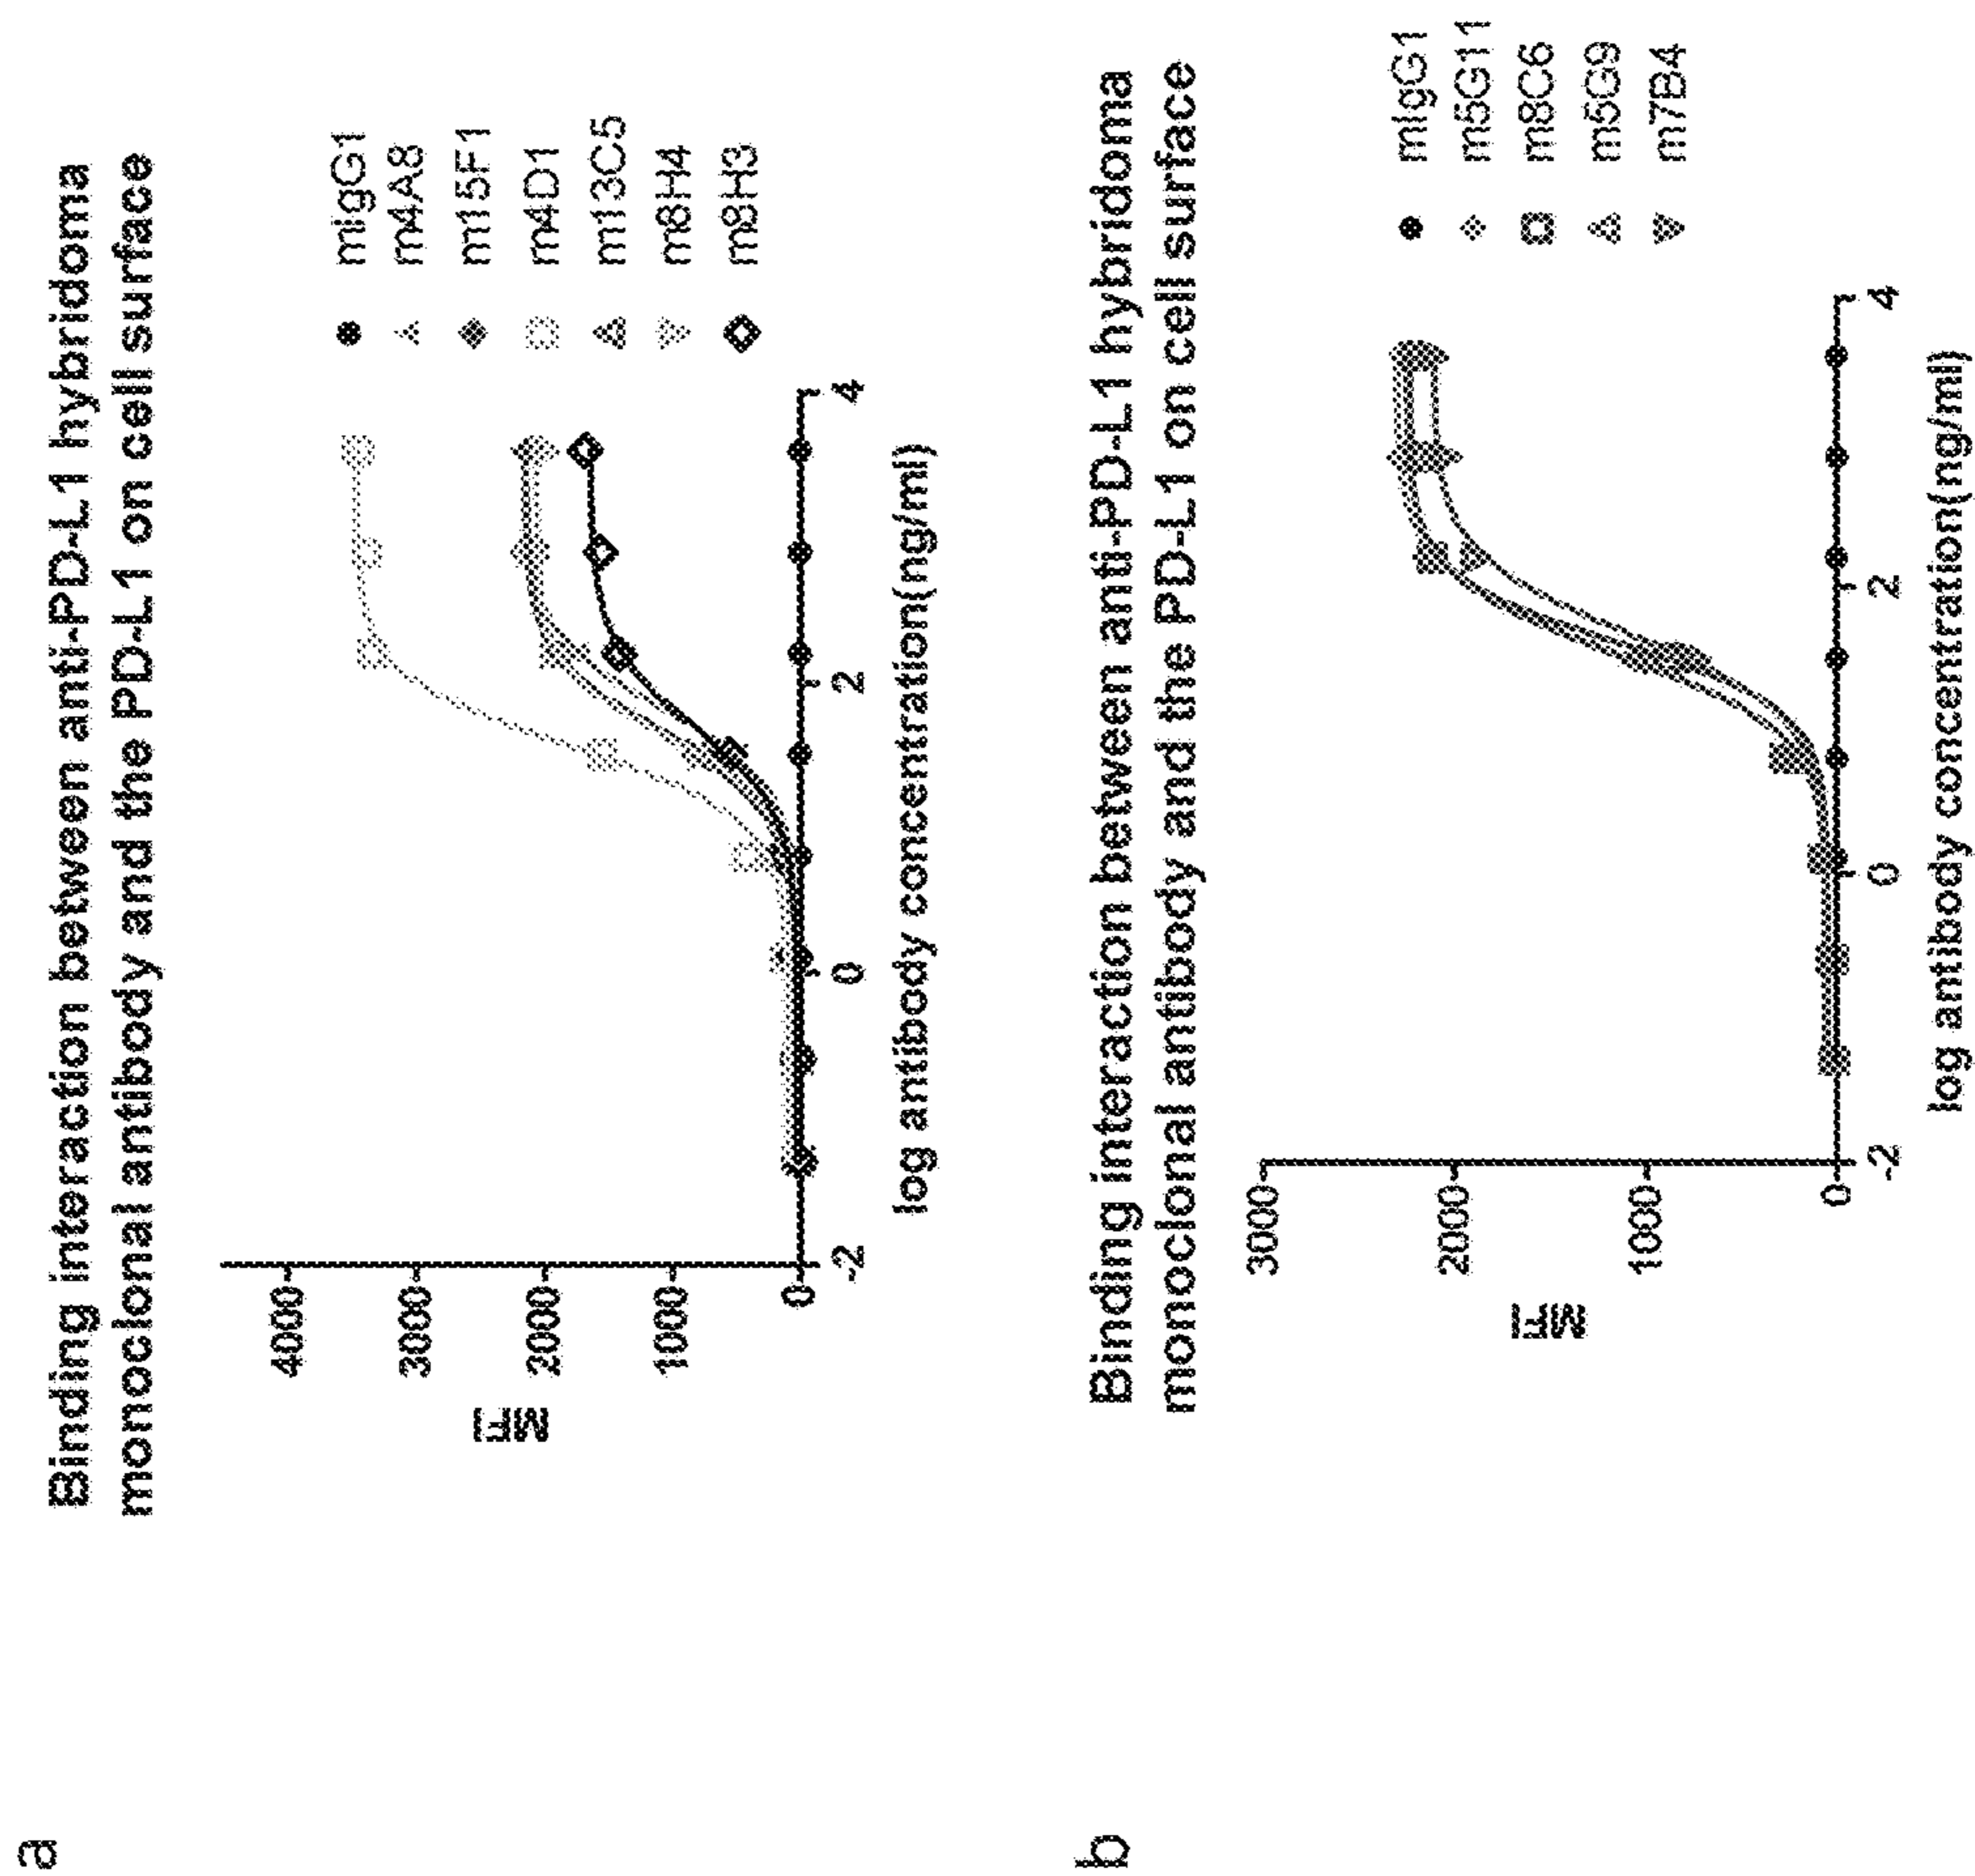 a
Binding interaction between anti-PD-L1 hybridoma
monoclonal antibody and the PD-L1 on cell surface
4000
3000
2000
1000
0
MFI
-2
0
2
4
log antibody concentration(ng/ml)
mIgG1
m4A8
m15F1
m4D1
m13C5
m8H4
m8H3
b
Binding interaction between anti-PD-L1 hybridoma
monoclonal antibody and the PD-L1 on cell surface
3000
2000
1000
0
MFI
-2
0
2
4
log antibody concentration(ng/ml)
mIgG1
m5G11
m8C6
m5G9
m7B4